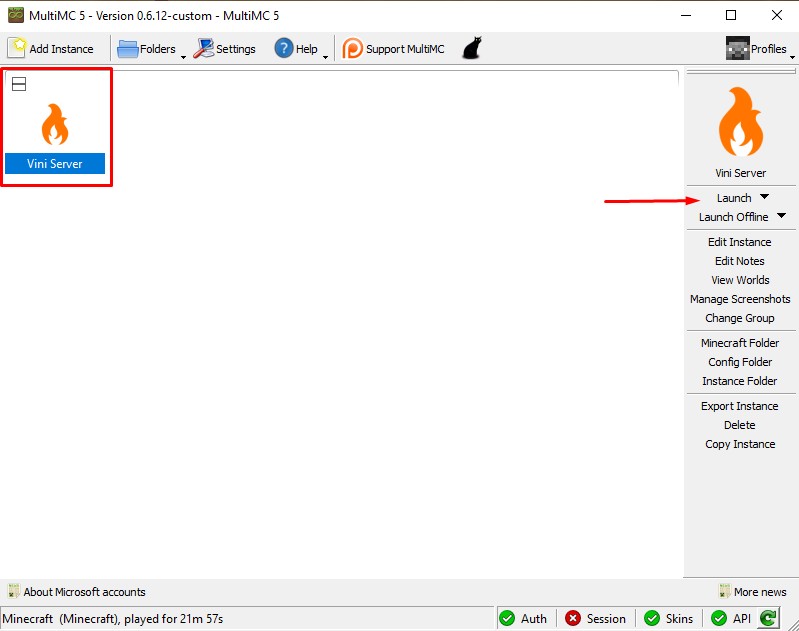 MultiMC 5 - Version 0.6.12-custom - MultiMC 5
Add Instance Folders Settings Help Support MultiMC Profiles
Vini Server
Vini Server
Launch
Launch Offline
Edit Instance
Edit Notes
View Worlds
Manage Screenshots
Change Group
Minecraft Folder
Config Folder
Instance Folder
Export Instance
Delete
Copy Instance
About Microsoft accounts More news
Minecraft (Minecraft), played for 21m 57s Auth Session Skins API